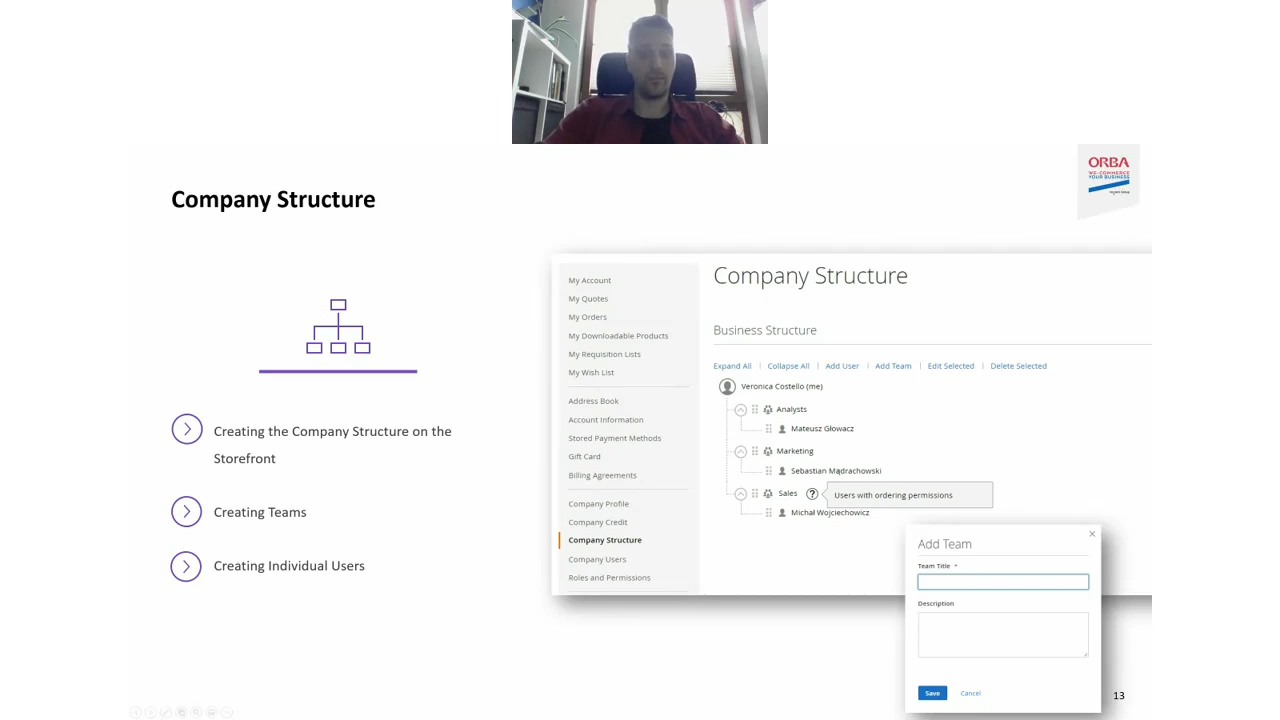 ORBA
WE-COMMERCE
YOUR BUSINESS
Company Structure
Creating the Company Structure on the
Storefront
Creating Teams
Creating Individual Users
My Account
My Quotes
My Orders
My Downloadable Products
My Requisition Lists
My Wish List
Address Book
Account Information
Stored Payment Methods
Gift Card
Billing Agreements
Company Profile
Company Credit
Company Structure
Company Users
Roles and Permissions
Company Structure
Business Structure
Expand All | Collapse All | Add User | Add Team | Edit Selected | Delete Selected
Veronica Costello (me)
Analysts
Mateusz Głowacz
Marketing
Sebastian Mądrachowski
Sales ? Users with ordering permissions
Michał Wojciechowicz
Add Team
Team Title *
Description
Save Cancel
13